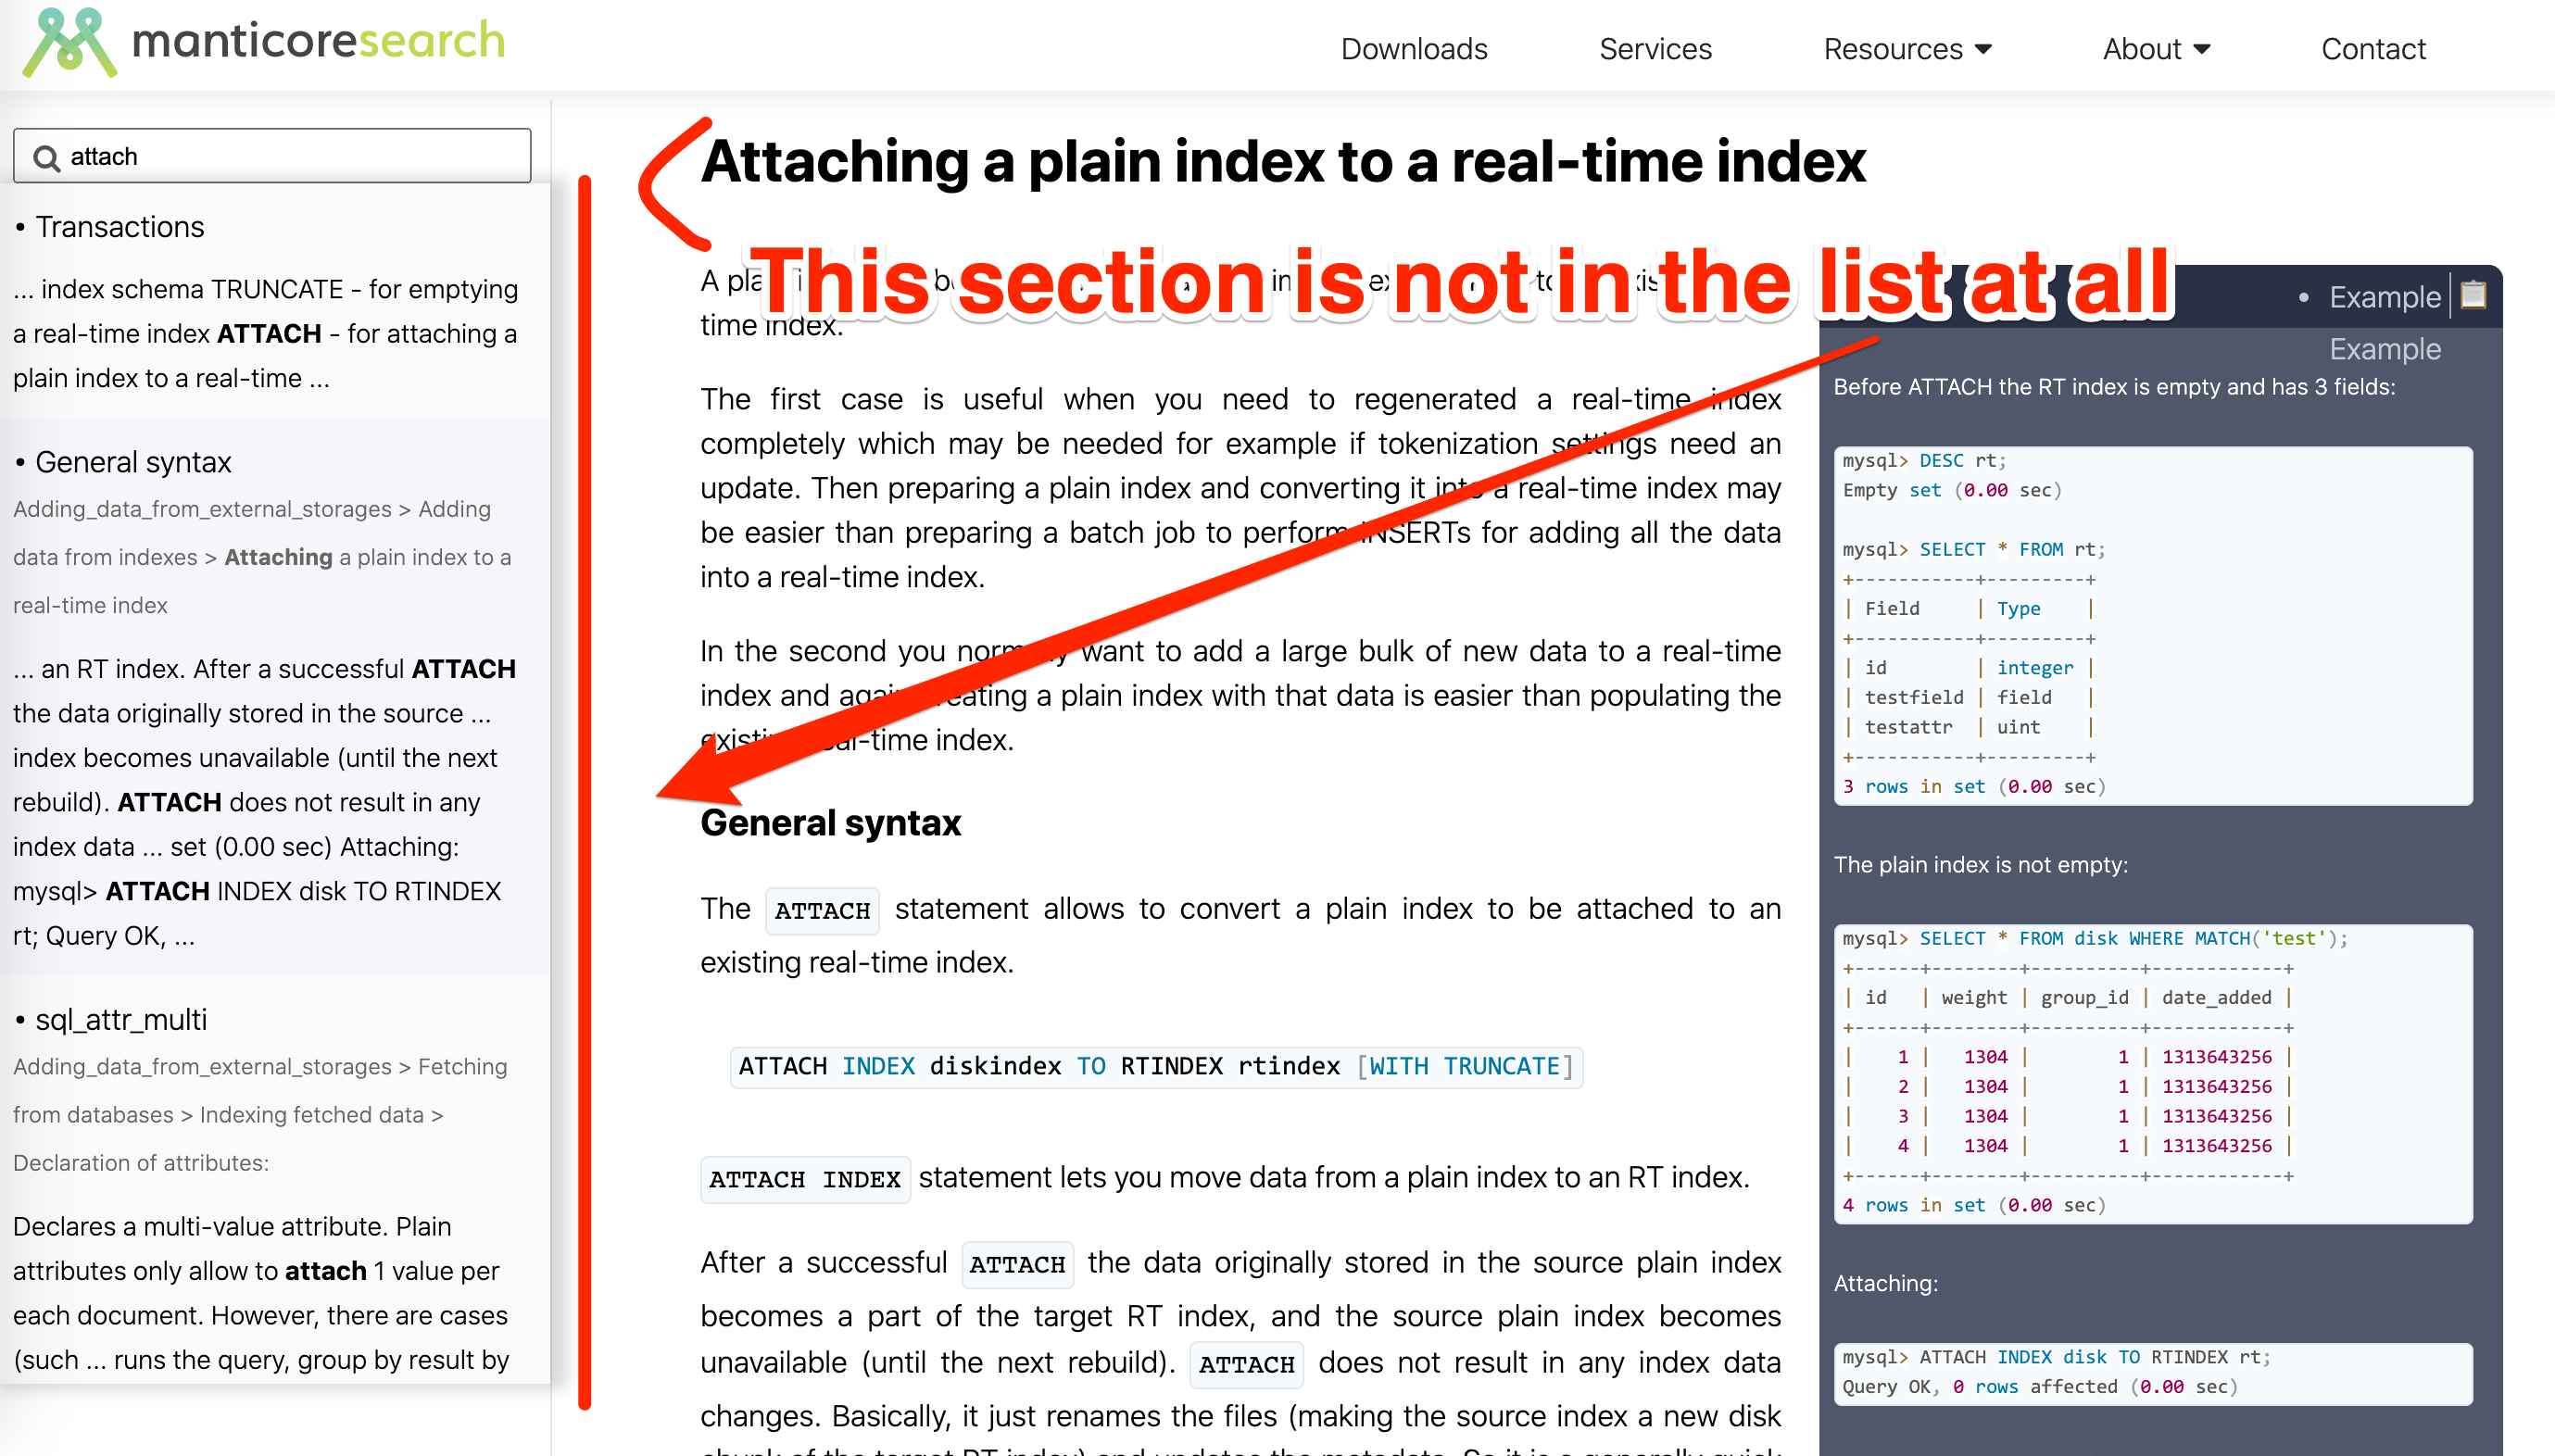 manticoresearch
Downloads Services Resources About Contact
attach
• Transactions
... index schema TRUNCATE - for emptying
a real-time index ATTACH - for attaching a
plain index to a real-time ...
• General syntax
Adding_data_from_external_storages > Adding
data from indexes > Attaching a plain index to a
real-time index
... an RT index. After a successful ATTACH
the data originally stored in the source ...
index becomes unavailable (until the next
rebuild). ATTACH does not result in any
index data ... set (0.00 sec) Attaching:
mysql> ATTACH INDEX disk TO RTINDEX
rt; Query OK, ...
• sql_attr_multi
Adding_data_from_external_storages > Fetching
from databases > Indexing fetched data >
Declaration of attributes:
Declares a multi-value attribute. Plain
attributes only allow to attach 1 value per
each document. However, there are cases
(such ... runs the query, group by result by
Attaching a plain index to a real-time index
This section is not in the list at all
A
time index.
The first case is useful when you need to regenerated a real-time index
completely which may be needed for example if tokenization settings need an
update. Then preparing a plain index and converting it into a real-time index may
be easier than preparing a batch job to perform INSERTs for adding all the data
into a real-time index.
In the second you normally want to add a large bulk of new data to a real-time
index and again creating a plain index with that data is easier than populating the
existing real-time index.
General syntax
The ATTACH statement allows to convert a plain index to be attached to an
existing real-time index.
ATTACH INDEX diskindex TO RTINDEX rtindex [WITH TRUNCATE]
ATTACH INDEX statement lets you move data from a plain index to an RT index.
After a successful ATTACH the data originally stored in the source plain index
becomes a part of the target RT index, and the source plain index becomes
unavailable (until the next rebuild). ATTACH does not result in any index data
changes. Basically, it just renames the files (making the source index a new disk
• Example
Example
Before ATTACH the RT index is empty and has 3 fields:
mysql> DESC rt;
Empty set (0.00 sec)
mysql> SELECT * FROM rt;
+-----------+---------+
| Field     | Type    |
+-----------+---------+
| id        | integer |
| testfield | field   |
| testattr  | uint    |
+-----------+---------+
3 rows in set (0.00 sec)
The plain index is not empty:
mysql> SELECT * FROM disk WHERE MATCH('test');
+------+--------+----------+------------+
| id   | weight | group_id | date_added |
+------+--------+----------+------------+
|    1 |   1304 |        1 | 1313643256 |
|    2 |   1304 |        1 | 1313643256 |
|    3 |   1304 |        1 | 1313643256 |
|    4 |   1304 |        1 | 1313643256 |
+------+--------+----------+------------+
4 rows in set (0.00 sec)
Attaching:
mysql> ATTACH INDEX disk TO RTINDEX rt;
Query OK, 0 rows affected (0.00 sec)